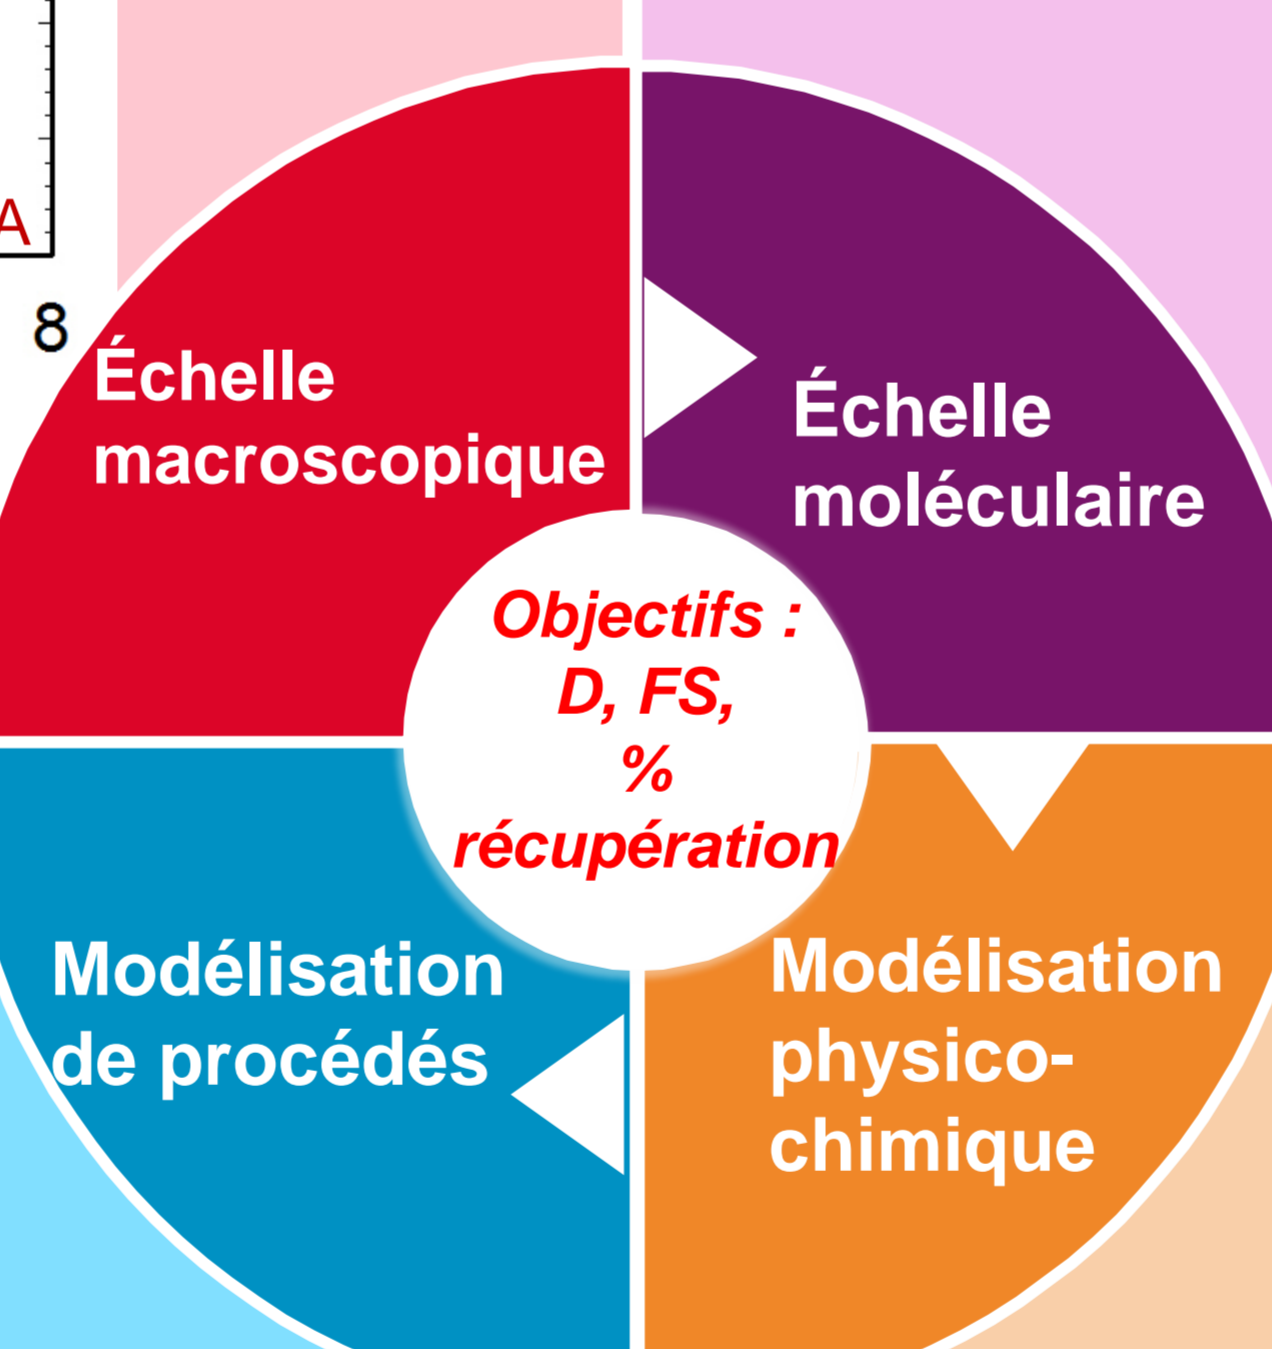 A
8
Échelle
macroscopique
Échelle
moléculaire
Objectifs :
D, FS,
%
récupération
Modélisation
de procédés
Modélisation
physico-
chimique